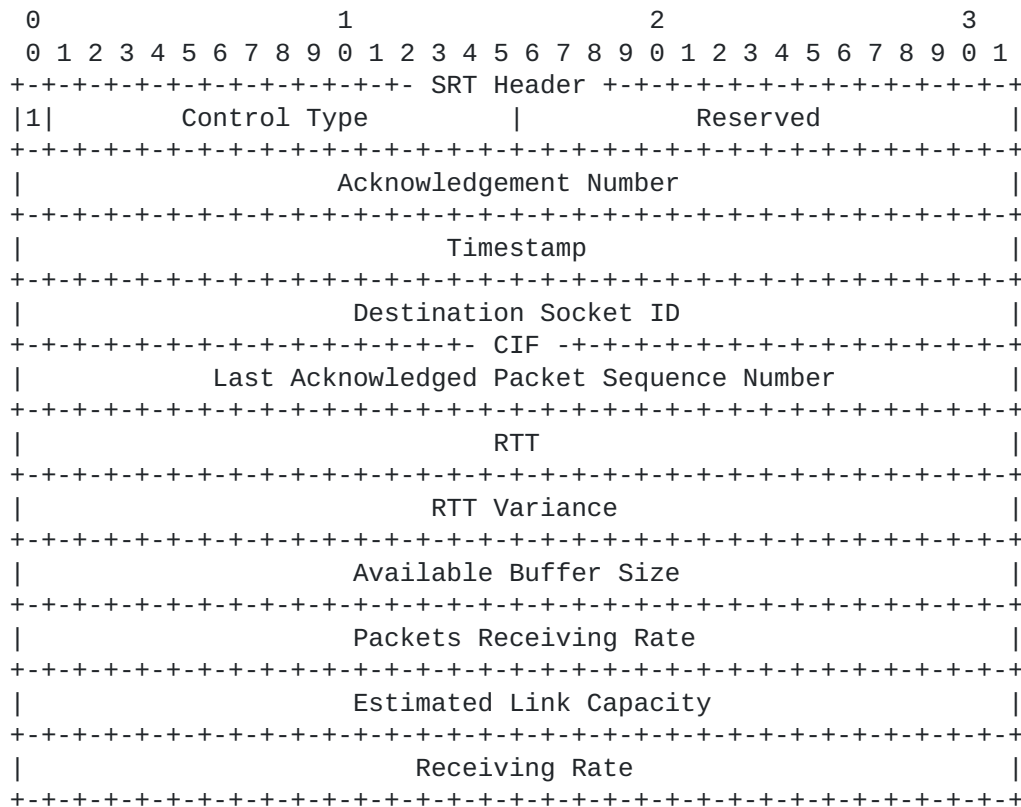 0                   1                   2                   3
 0 1 2 3 4 5 6 7 8 9 0 1 2 3 4 5 6 7 8 9 0 1 2 3 4 5 6 7 8 9 0 1
+-+-+-+-+-+-+-+-+-+-+-+-+- SRT Header +-+-+-+-+-+-+-+-+-+-+-+-+-+
|1|        Control Type         |           Reserved            |
+-+-+-+-+-+-+-+-+-+-+-+-+-+-+-+-+-+-+-+-+-+-+-+-+-+-+-+-+-+-+-+-+
|                    Acknowledgement Number                     |
+-+-+-+-+-+-+-+-+-+-+-+-+-+-+-+-+-+-+-+-+-+-+-+-+-+-+-+-+-+-+-+-+
|                           Timestamp                           |
+-+-+-+-+-+-+-+-+-+-+-+-+-+-+-+-+-+-+-+-+-+-+-+-+-+-+-+-+-+-+-+-+
|                     Destination Socket ID                     |
+-+-+-+-+-+-+-+-+-+-+-+-+-+-+- CIF -+-+-+-+-+-+-+-+-+-+-+-+-+-+-+
|            Last Acknowledged Packet Sequence Number           |
+-+-+-+-+-+-+-+-+-+-+-+-+-+-+-+-+-+-+-+-+-+-+-+-+-+-+-+-+-+-+-+-+
|                              RTT                              |
+-+-+-+-+-+-+-+-+-+-+-+-+-+-+-+-+-+-+-+-+-+-+-+-+-+-+-+-+-+-+-+-+
|                          RTT Variance                         |
+-+-+-+-+-+-+-+-+-+-+-+-+-+-+-+-+-+-+-+-+-+-+-+-+-+-+-+-+-+-+-+-+
|                     Available Buffer Size                     |
+-+-+-+-+-+-+-+-+-+-+-+-+-+-+-+-+-+-+-+-+-+-+-+-+-+-+-+-+-+-+-+-+
|                     Packets Receiving Rate                    |
+-+-+-+-+-+-+-+-+-+-+-+-+-+-+-+-+-+-+-+-+-+-+-+-+-+-+-+-+-+-+-+-+
|                     Estimated Link Capacity                   |
+-+-+-+-+-+-+-+-+-+-+-+-+-+-+-+-+-+-+-+-+-+-+-+-+-+-+-+-+-+-+-+-+
|                         Receiving Rate                        |
+-+-+-+-+-+-+-+-+-+-+-+-+-+-+-+-+-+-+-+-+-+-+-+-+-+-+-+-+-+-+-+-+